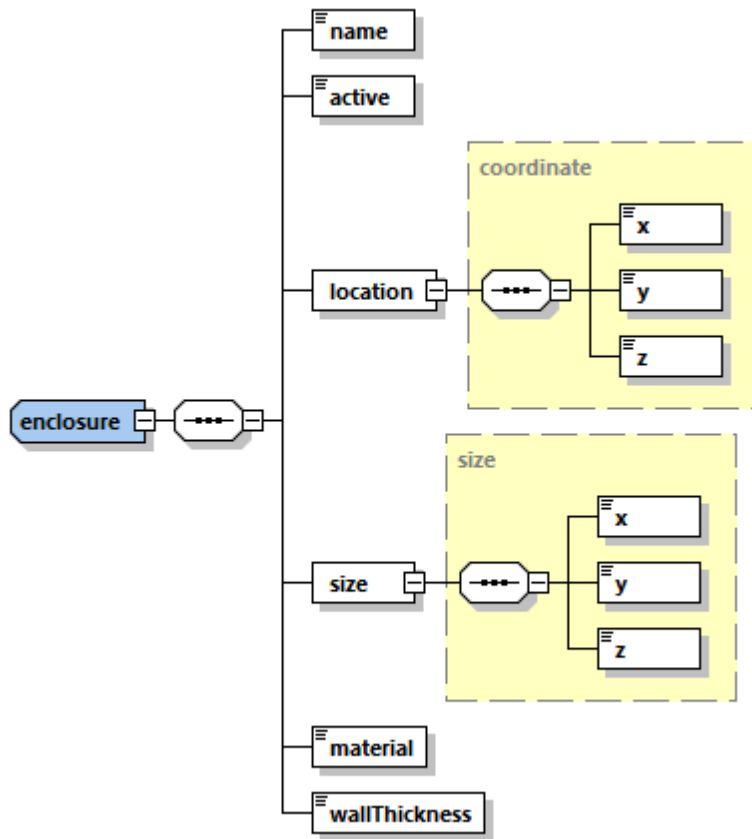 name
active
coordinate
x
location
y
z
enclosure
size
x
size
y
z
material
wallThickness